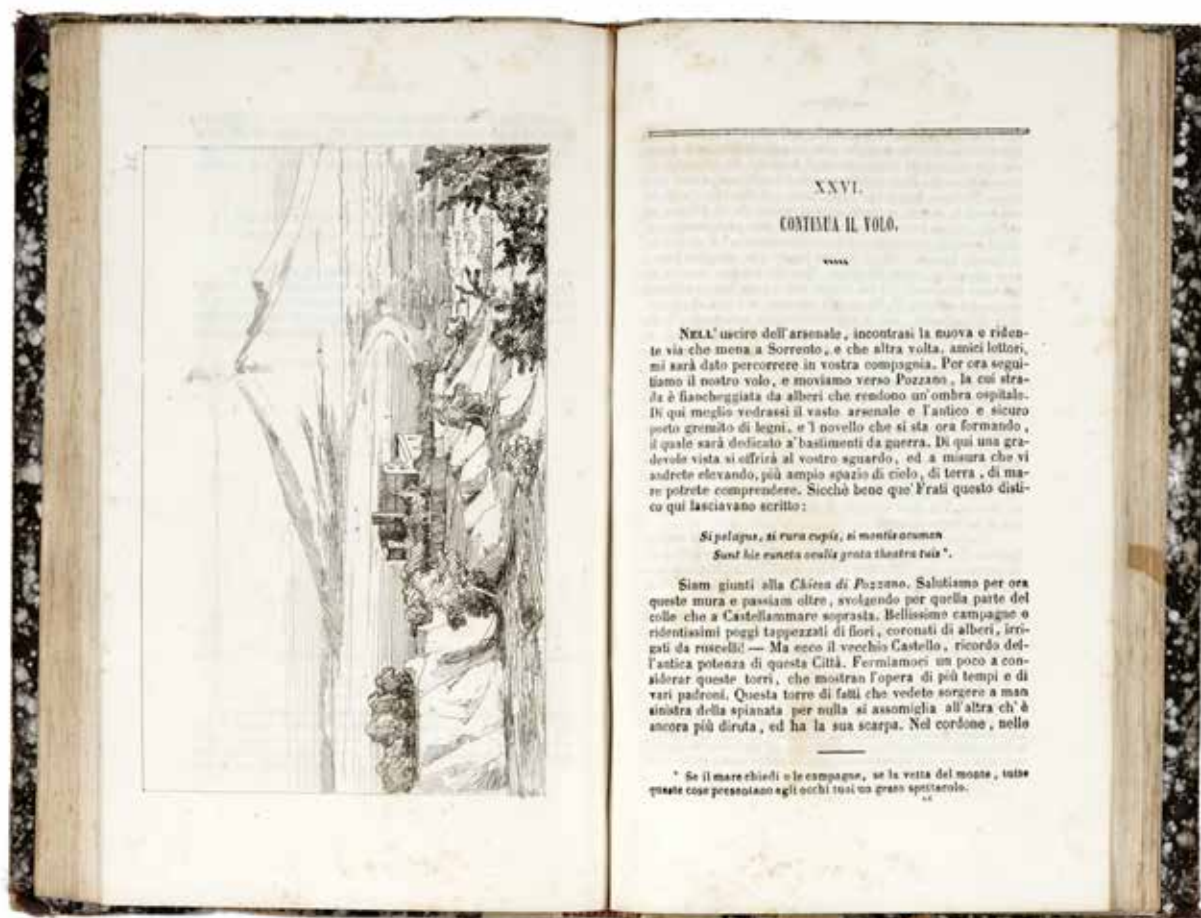 XXVI.
CONTINUA IL VOLO.
NELL' uscire dell'arsenale, incontrasi la nuova e riden-
te via che mena a Sorrento, e che altra volta, amici lettori,
mi sarà dato percorrere in vostra compagnia. Per ora segui-
tiamo il nostro volo, e moviamo verso Pozzano, la cui stra-
da è fiancheggiata da alberi che rendono un'ombra ospitale.
Di qui meglio vedrassi il vasto arsenale e l'antico e sicuro
porto gremito di legni, e 'l novello che si sta ora formando,
il quale sarà dedicato a' bastimenti da guerra. Di qui una gra-
devole vista si offrirà al vostro sguardo, ed a misura che vi
andrete elevando, più ampio spazio di cielo, di terra, di ma-
re potrete comprendere. Sicchè bene que' Frati questo disti-
co qui lasciavano scritto:
Si pelagus, si rura cupis, si montis acumen
Sunt hic cuncta oculis grata theatra tuis *.
Siam giunti alla Chiesa di Pozzano. Salutiamo per ora
queste mura e passiam oltre, svolgendo per quella parte del
colle che a Castellammare soprasta. Bellissime campagne e
ridentissimi poggi tappezzati di fiori, coronati di alberi, irri-
gati da ruscelli! — Ma ecco il vecchio Castello, ricordo del-
l'antica potenza di questa Città. Fermiamoci un poco a con-
siderar queste torri, che mostran l'opera di più tempi e di
vari padroni. Questa torre di fatti che vedete sorgere a man
sinistra della spianata per nulla si assomiglia all'altra ch' è
ancora più diruta, ed ha la sua scarpa. Nel cordone, nelle
* Se il mare chiedi o le campagne, se la vetta del monte, tutte
queste cose presentano agli occhi tuoi un grato spettacolo.